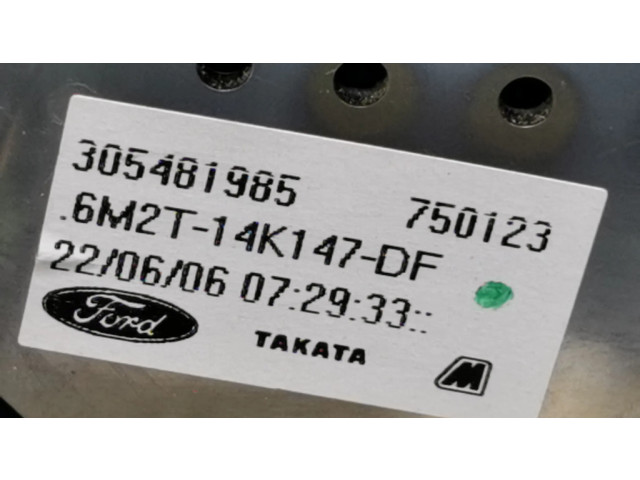 305481985 750123
.6M2T-14K147-DF
22/06/06 07:29:33::
Ford TAKATA M